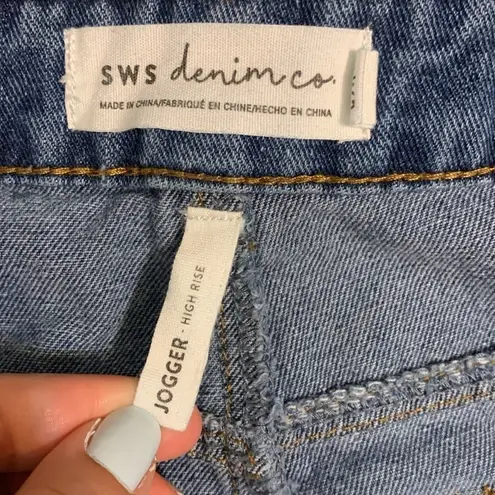 SWS denim co.
MADE IN CHINA/FABRIQUÉ EN CHINE/HECHO EN CHINA
JOGGER - HIGH RISE